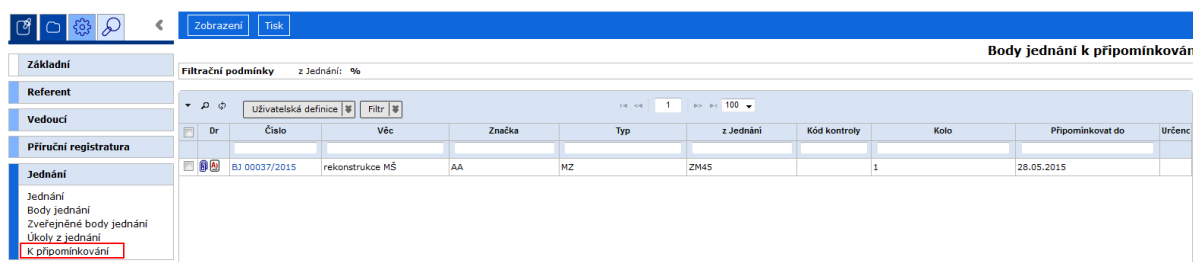 Zobrazení Tisk
Body jednání k připomínkován
Základní
Referent
Vedoucí
Příruční registratura
Jednání
Jednání
Body jednání
Zveřejněné body jednání
Úkoly z jednání
K připomínkování
Filtrační podmínky z Jednání: %
Uživatelská definice Filtr 1 100
Dr Číslo Věc Značka Typ z Jednání Kód kontroly Kolo Připomínkovat do Určenc
BJ 00037/2015 rekonstrukce MŠ AA MZ ZM45 1 28.05.2015